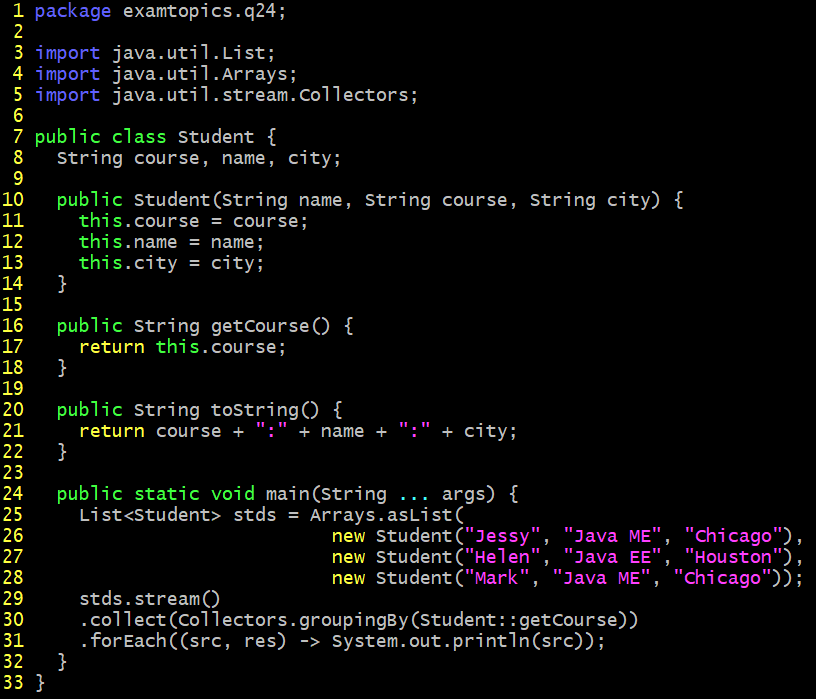 1 package examtopics.q24;
2
3 import java.util.List;
4 import java.util.Arrays;
5 import java.util.stream.Collectors;
6
7 public class Student {
8   String course, name, city;
9
10   public Student(String name, String course, String city) {
11     this.course = course;
12     this.name = name;
13     this.city = city;
14   }
15
16   public String getCourse() {
17     return this.course;
18   }
19
20   public String toString() {
21     return course + ":" + name + ":" + city;
22   }
23
24   public static void main(String ... args) {
25     List<Student> stds = Arrays.asList(
26                            new Student("Jessy", "Java ME", "Chicago"),
27                            new Student("Helen", "Java EE", "Houston"),
28                            new Student("Mark", "Java ME", "Chicago"));
29     stds.stream()
30     .collect(Collectors.groupingBy(Student::getCourse))
31     .forEach((src, res) -> System.out.println(src));
32   }
33 }